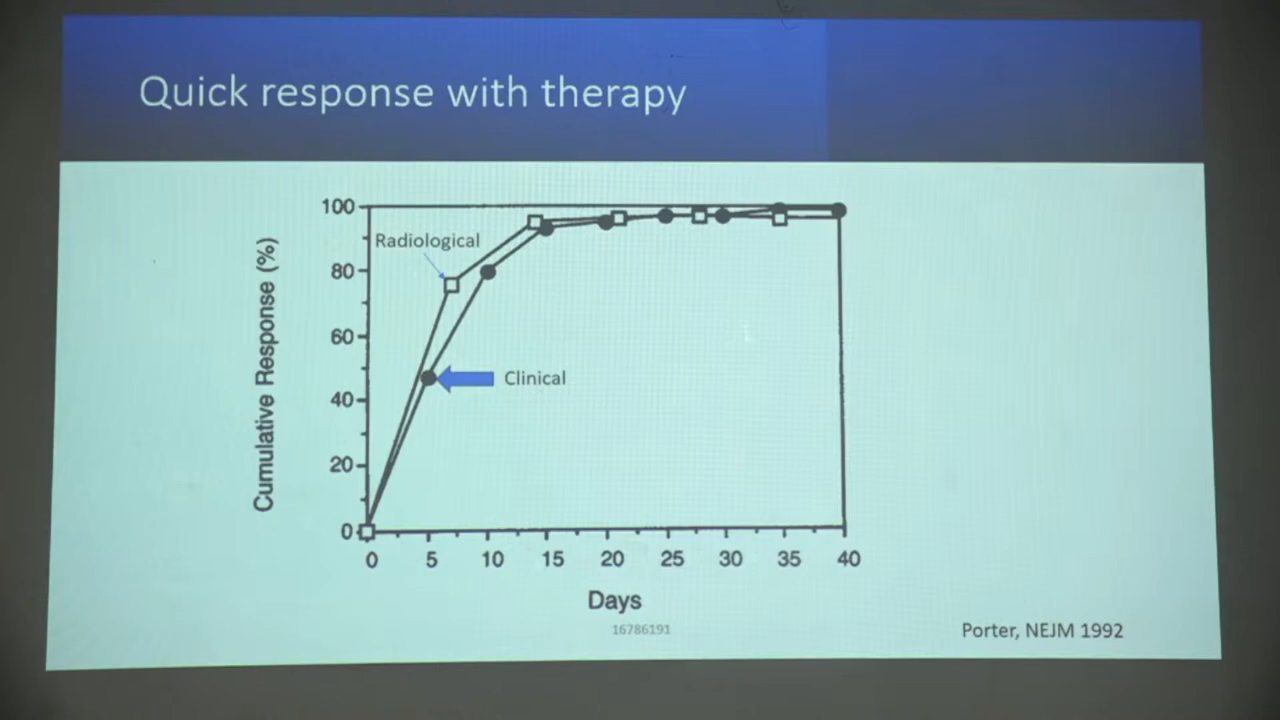 Quick response with therapy
Cumulative Response (%)
100
80
60
40
20
0
Radiological
Clinical
0 5 10 15 20 25 30 35 40
Days
16786191
Porter, NEJM 1992